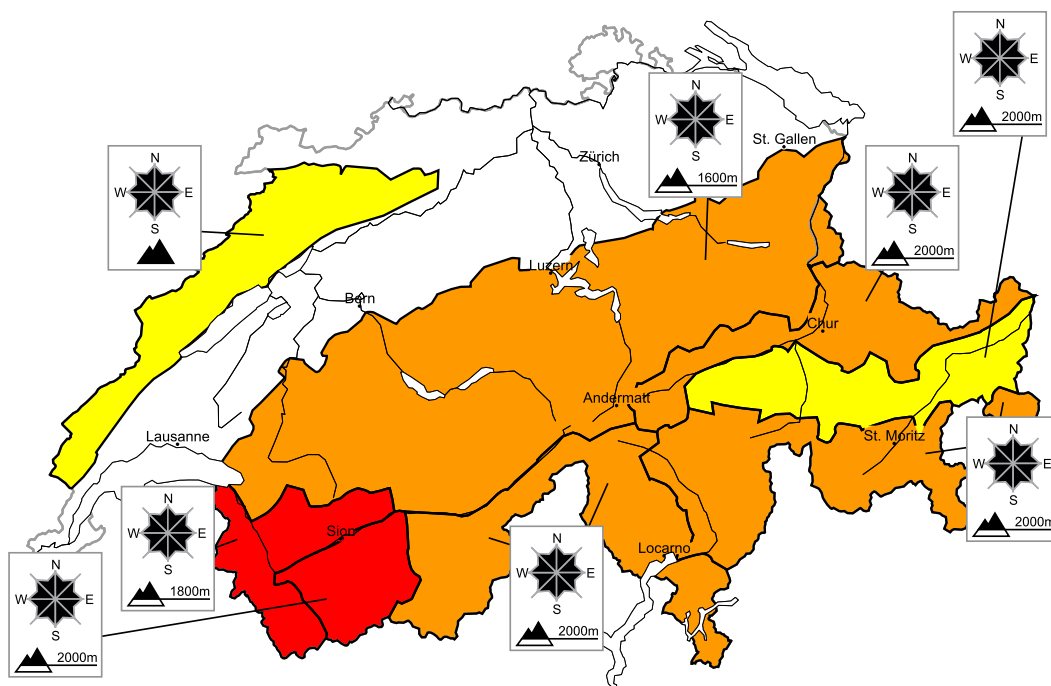 N
W E
S
2000m
N
W E
S
1600m
St. Gallen
Zürich
N
W E
S
N
W E
S
2000m
Luzern
Bern
Chur
Andermatt
Lausanne
St. Moritz
N
W E
S
2000m
N
W E
S
1800m
Sion
Locarno
N
W E
S
2000m
N
W E
S
2000m